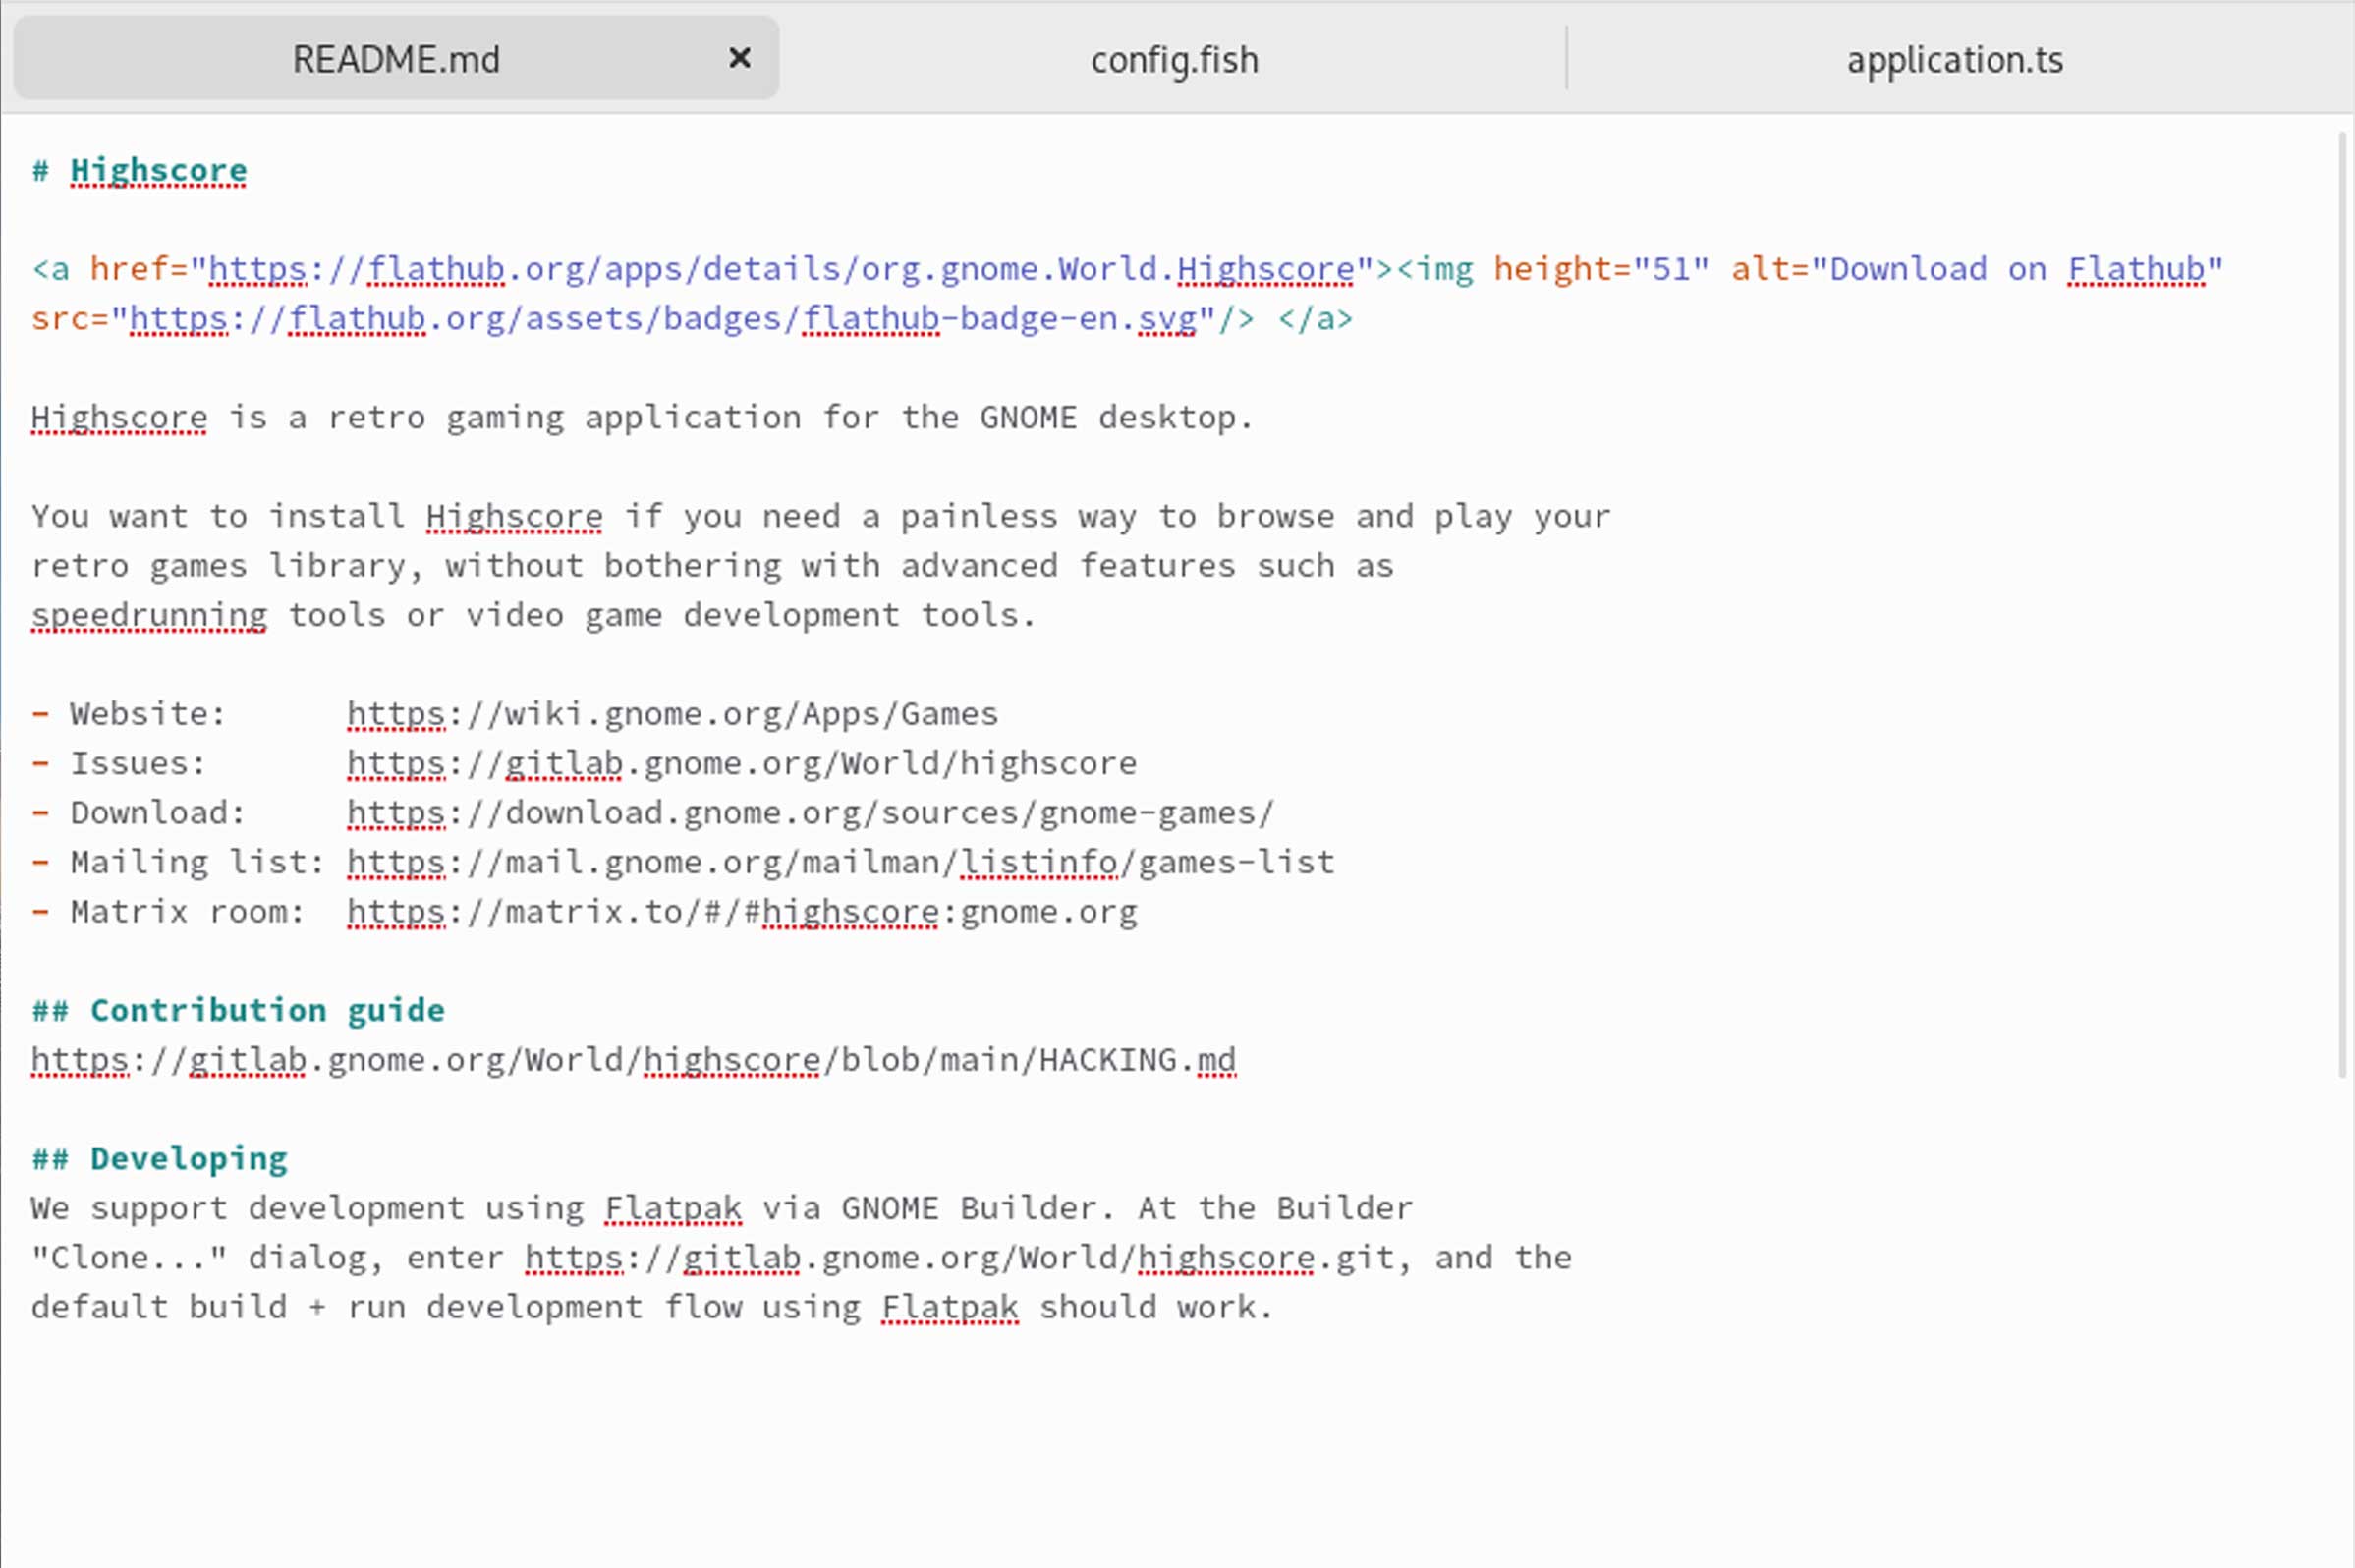 README.md × config.fish application.ts
# Highscore
<a href="https://flathub.org/apps/details/org.gnome.World.Highscore"><img height="51" alt="Download on Flathub"
src="https://flathub.org/assets/badges/flathub-badge-en.svg"/> </a>
Highscore is a retro gaming application for the GNOME desktop.
You want to install Highscore if you need a painless way to browse and play your
retro games library, without bothering with advanced features such as
speedrunning tools or video game development tools.
- Website:      https://wiki.gnome.org/Apps/Games
- Issues:       https://gitlab.gnome.org/World/highscore
- Download:     https://download.gnome.org/sources/gnome-games/
- Mailing list: https://mail.gnome.org/mailman/listinfo/games-list
- Matrix room:  https://matrix.to/#/#highscore:gnome.org
## Contribution guide
https://gitlab.gnome.org/World/highscore/blob/main/HACKING.md
## Developing
We support development using Flatpak via GNOME Builder. At the Builder
"Clone..." dialog, enter https://gitlab.gnome.org/World/highscore.git, and the
default build + run development flow using Flatpak should work.